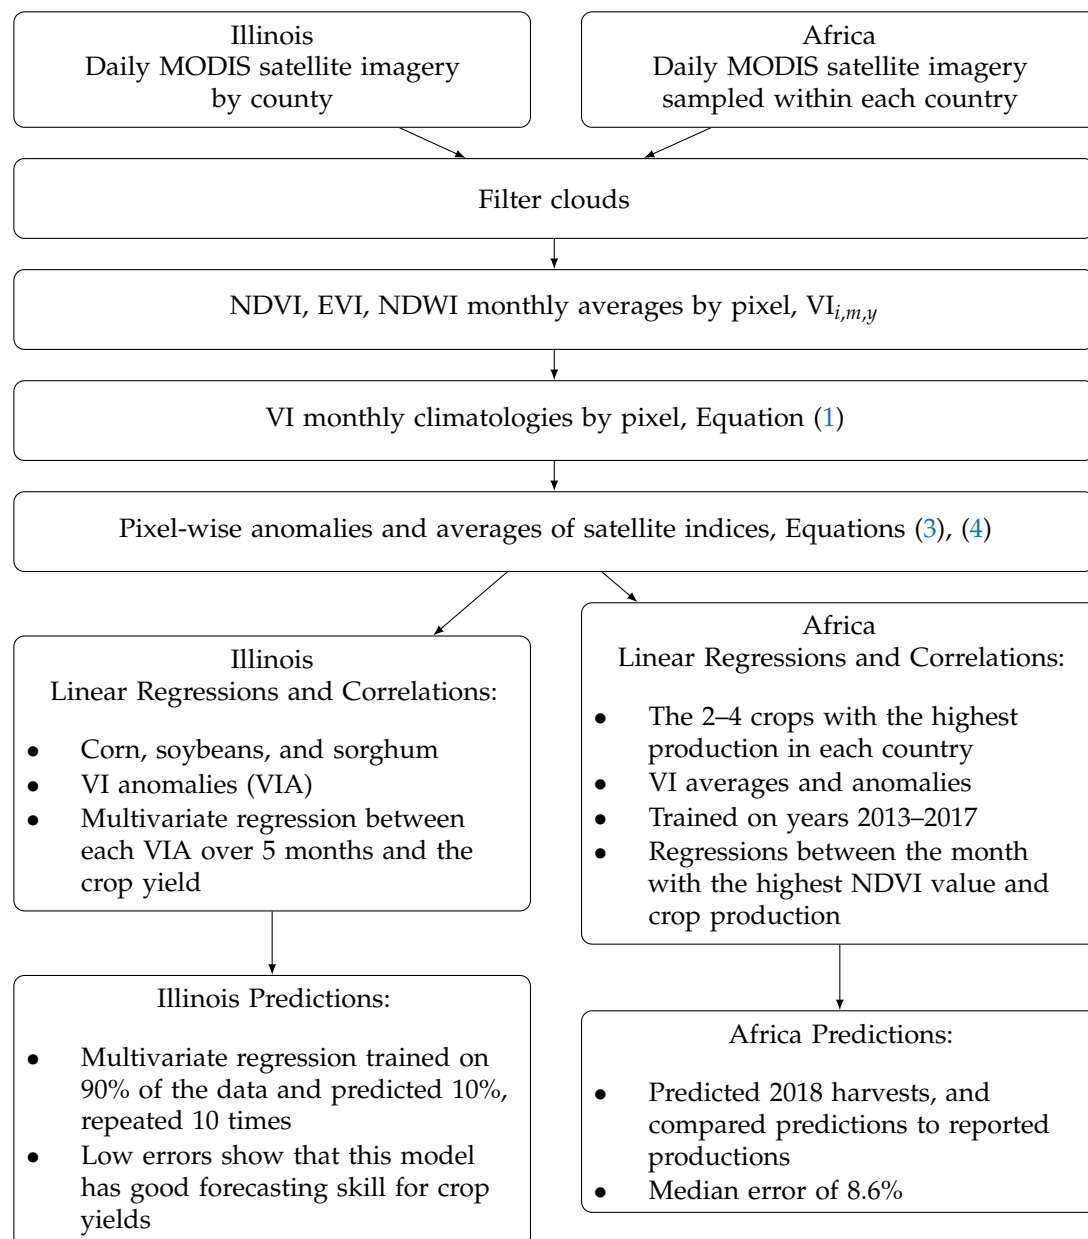 Illinois
Daily MODIS satellite imagery
by county
Africa
Daily MODIS satellite imagery
sampled within each country
Filter clouds
NDVI, EVI, NDWI monthly averages by pixel, VIi,m,y
VI monthly climatologies by pixel, Equation (1)
Pixel-wise anomalies and averages of satellite indices, Equations (3), (4)
Illinois
Linear Regressions and Correlations:
• Corn, soybeans, and sorghum
• VI anomalies (VIA)
• Multivariate regression between
each VIA over 5 months and the
crop yield
Africa
Linear Regressions and Correlations:
• The 2–4 crops with the highest
production in each country
• VI averages and anomalies
• Trained on years 2013–2017
• Regressions between the month
with the highest NDVI value and
crop production
Illinois Predictions:
• Multivariate regression trained on
90% of the data and predicted 10%,
repeated 10 times
• Low errors show that this model
has good forecasting skill for crop
yields
Africa Predictions:
• Predicted 2018 harvests, and
compared predictions to reported
productions
• Median error of 8.6%